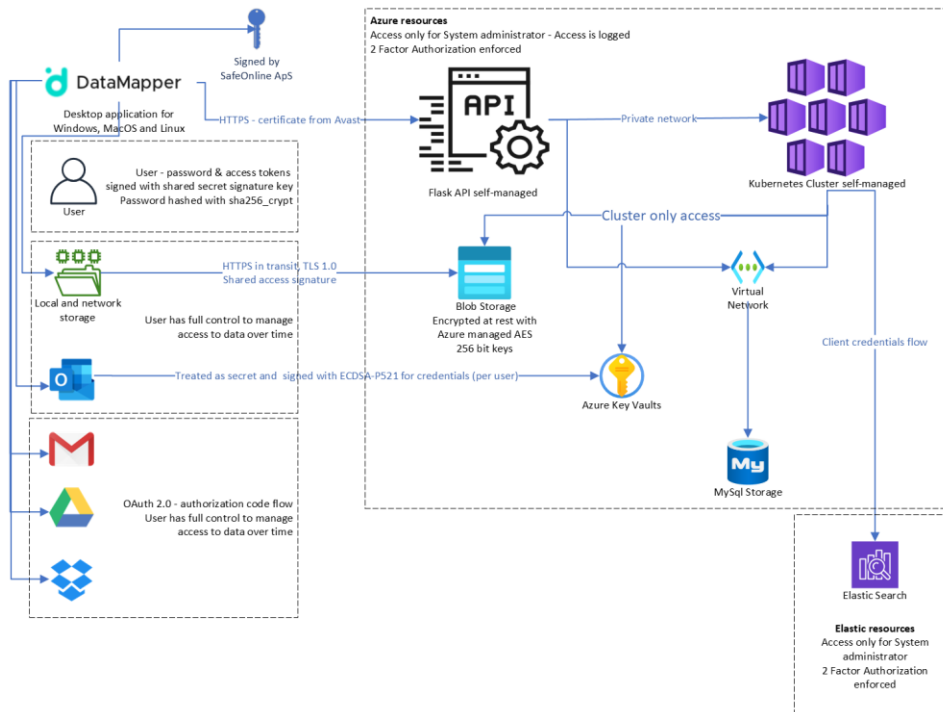 Signed by
SafeOnline ApS
DataMapper
Desktop application for
Windows, MacOS and Linux
User - password & access tokens
signed with shared secret signature key
Password hashed with sha256_crypt
User
Local and network
storage
HTTPS in transit, TLS 1.0
Shared access signature
User has full control to manage
access to data over time
Treated as secret and signed with ECDSA-P521 for credentials (per user)
OAuth 2.0 - authorization code flow
User has full control to manage
access to data over time
HTTPS - certificate from Avast
Azure resources
Access only for System administrator - Access is logged
2 Factor Authorization enforced
API
Flask API self-managed
Private network
Kubernetes Cluster self-managed
Cluster only access
Blob Storage
Encrypted at rest with
Azure managed AES
256 bit keys
Azure Key Vaults
Virtual
Network
My
MySql Storage
Client credentials flow
Elastic Search
Elastic resources
Access only for System
administrator
2 Factor Authorization
enforced